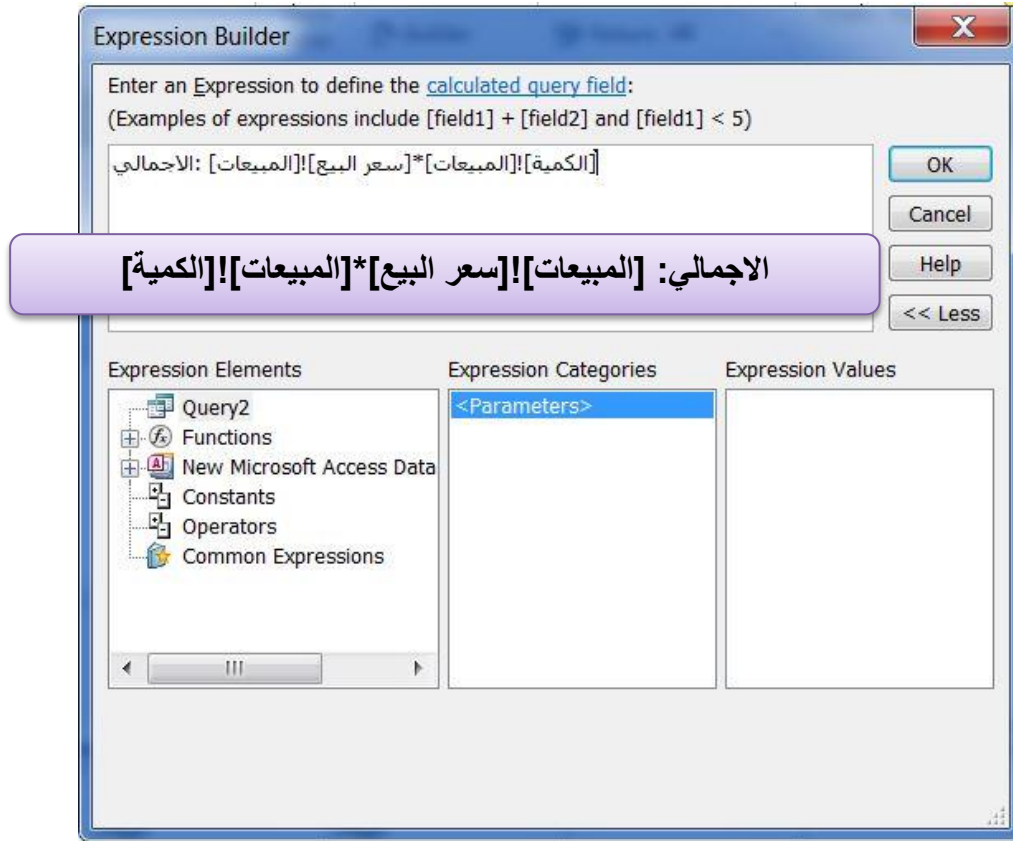 Expression Builder
Enter an Expression to define the calculated query field:
(Examples of expressions include [field1] + [field2] and [field1] < 5)
الاجمالي: [المبيعات]![سعر البيع]*[المبيعات]![الكمية]
OK
Cancel
الاجمالي: [المبيعات]![سعر البيع]*[المبيعات]![الكمية]
Help
<< Less
Expression Elements
Expression Categories
Expression Values
Query2
<Parameters>
Functions
New Microsoft Access Data
Constants
Operators
Common Expressions